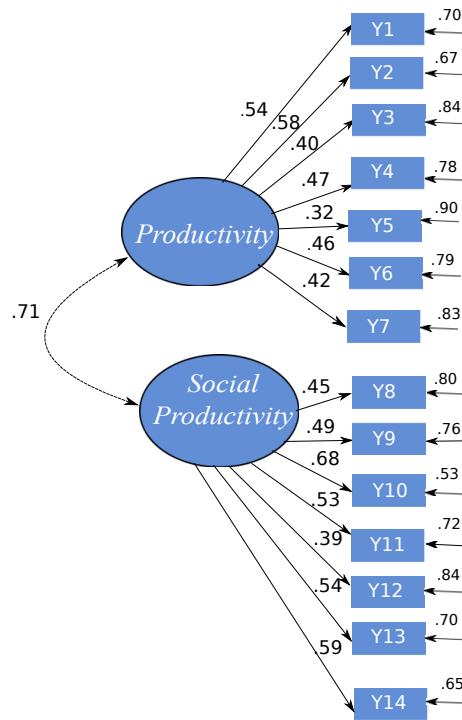 .70
Y1
.67
Y2
.84
Y3
.54
.58
.40
.78
Y4
.47
.90
Y5
.32
Productivity
.46
.79
Y6
.42
.83
Y7
.71
Social
Productivity
.80
Y8
.45
.76
Y9
.49
.68
.53
Y10
.53
.72
Y11
.39
.84
Y12
.54
.70
Y13
.59
.65
Y14